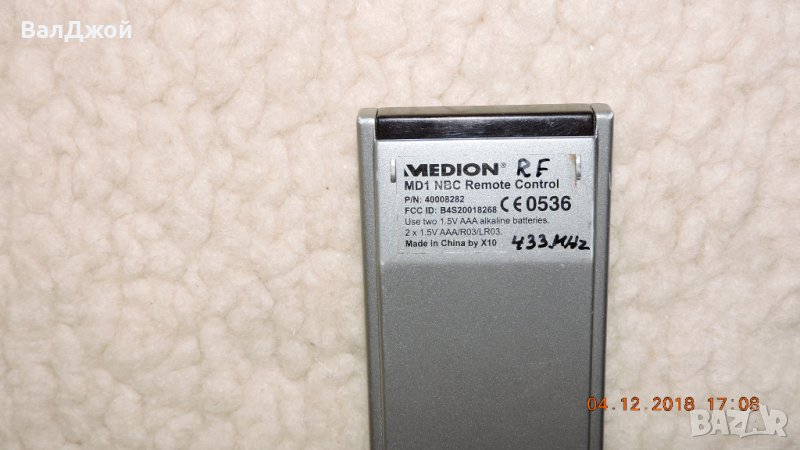 ВалДжой
MEDION® RF
MD1 NBC Remote Control
P/N: 40008282
FCC ID: B4S20018268 CE0536
Use two 1.5V AAA alkaline batteries.
2 x 1.5V AAA/R03/LR03.
Made in China by X10 433MHz
04.12.2018 17:08
BAZAR